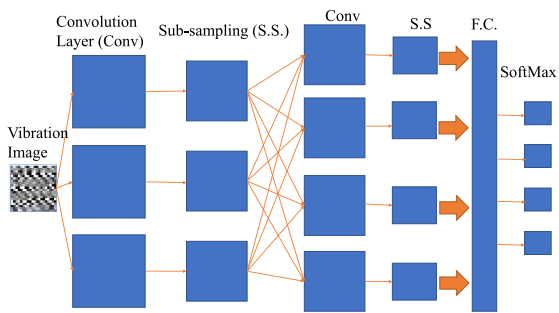 Convolution
Layer (Conv)
Sub-sampling (S.S.)
Conv
S.S
F.C.
SoftMax
Vibration
Image